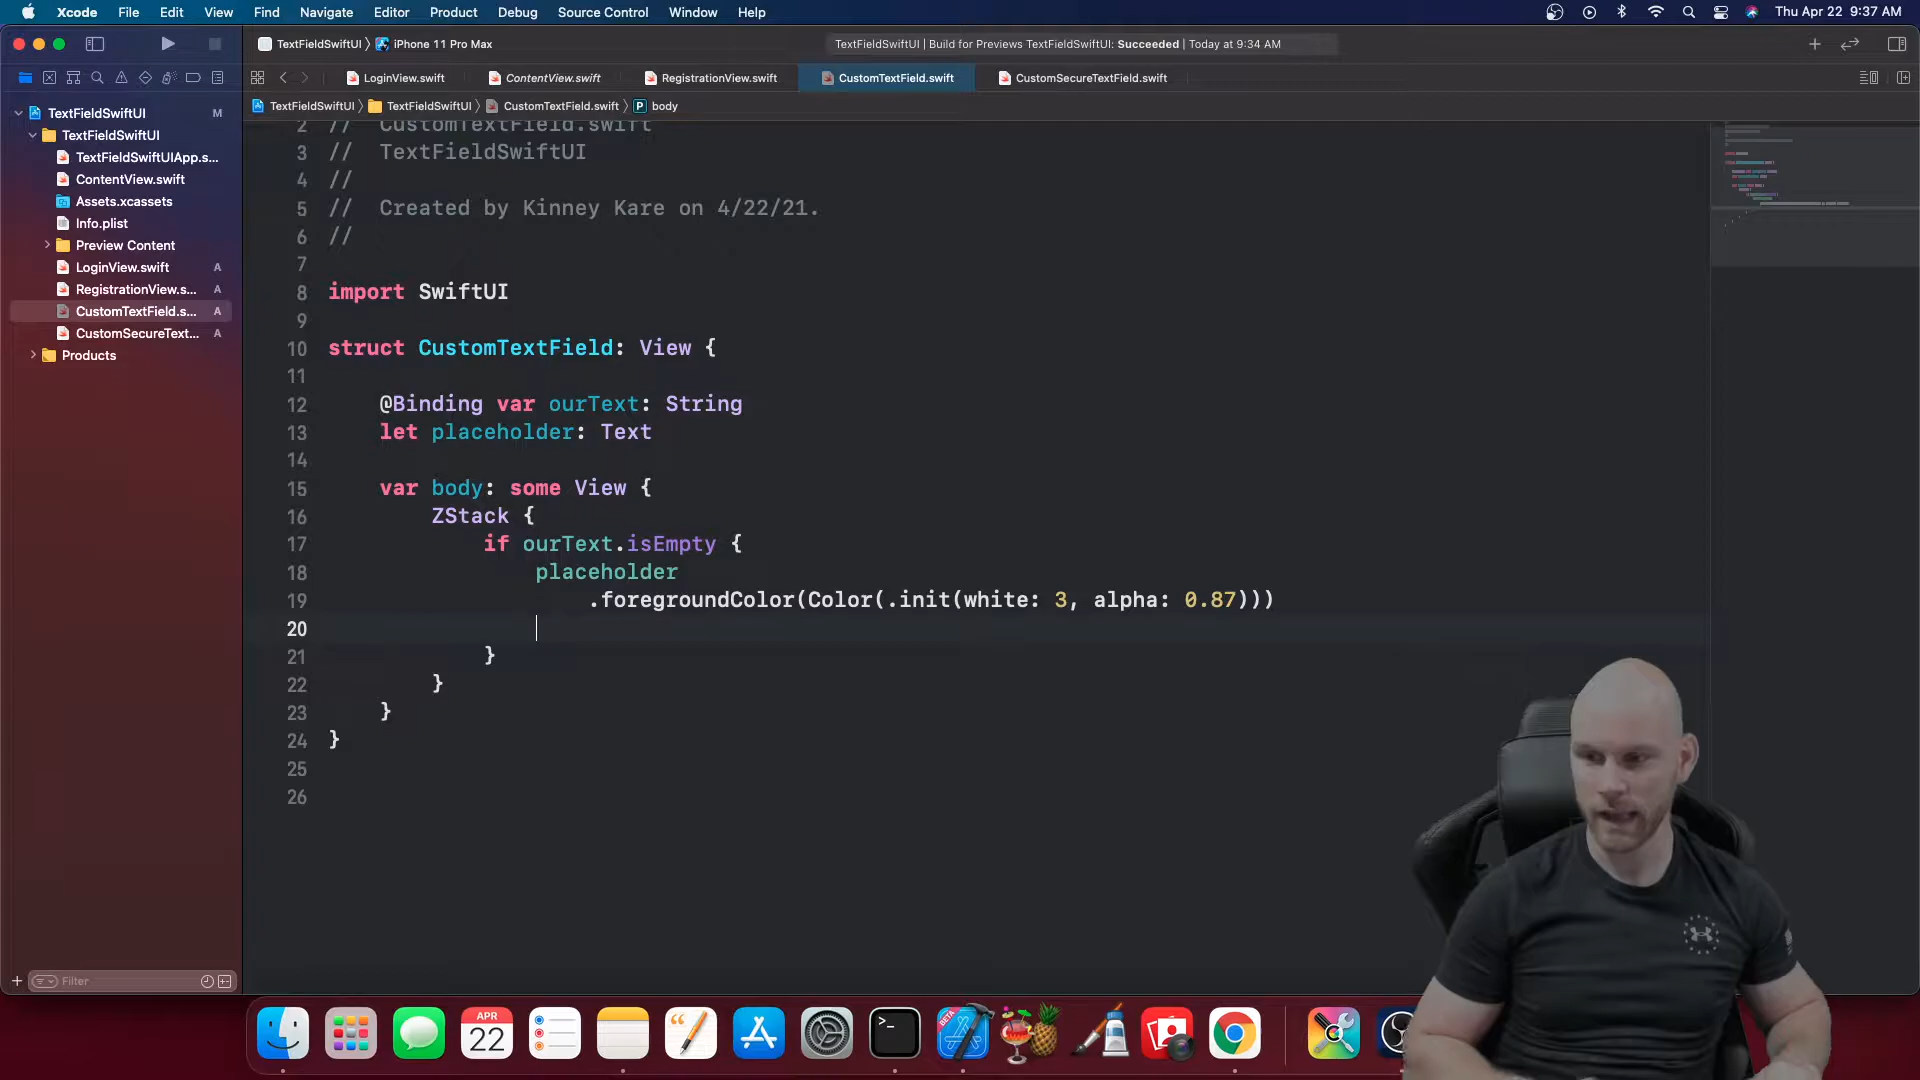 Xcode File Edit View Find Navigate Editor Product Debug Source Control Window Help Thu Apr 22 9:37 AM
TextFieldSwiftUI iPhone 11 Pro Max TextFieldSwiftUI | Build for Previews TextFieldSwiftUI: Succeeded | Today at 9:34 AM
LoginView.swift ContentView.swift RegistrationView.swift CustomTextField.swift CustomSecureTextField.swift
TextFieldSwiftUI TextFieldSwiftUI CustomTextField.swift P body
TextFieldSwiftUI M
TextFieldSwiftUI
TextFieldSwiftUIApp.s...
ContentView.swift
Assets.xcassets
Info.plist
Preview Content
LoginView.swift A
RegistrationView.s... A
CustomTextField.s... A
CustomSecureText... A
Products
Filter
2 // CustomTextField.swift
3 // TextFieldSwiftUI
4 //
5 // Created by Kinney Kare on 4/22/21.
6 //
7
8 import SwiftUI
9
10 struct CustomTextField: View {
11
12 @Binding var ourText: String
13 let placeholder: Text
14
15 var body: some View {
16 ZStack {
17 if ourText.isEmpty {
18 placeholder
19 .foregroundColor(Color(.init(white: 3, alpha: 0.87)))
20
21 }
22 }
23 }
24 }
25
26
APR
22
>_
BETA